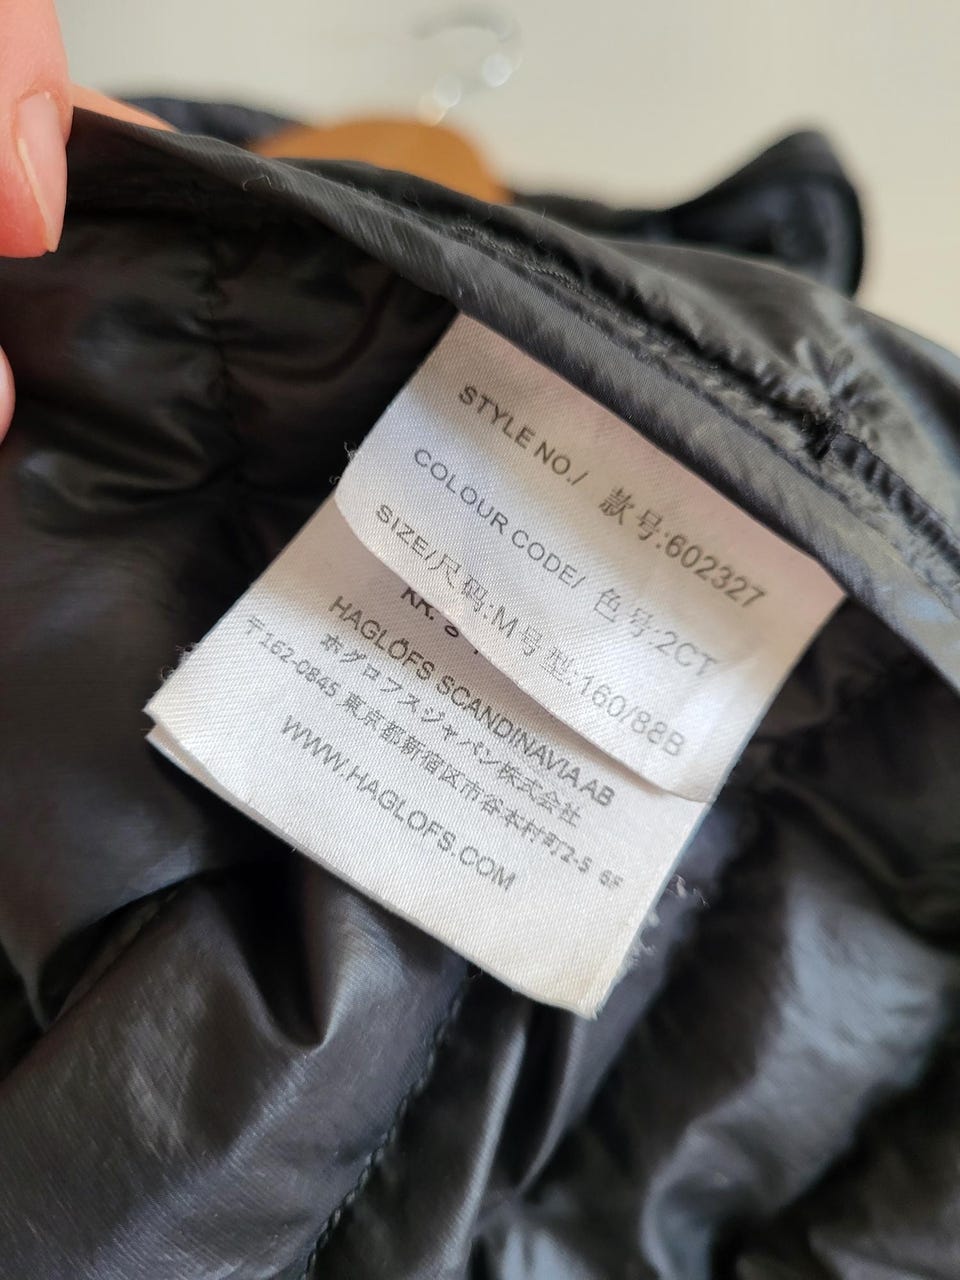 STYLE NO./ 款号:602327
COLOUR CODE/ 色号:2CT
SIZE/尺码:M号型:160/88B
KR:
HAGLÖFS SCANDINAVIA AB
ホグロフスジャパン株式会社
〒162-0845 東京都新宿区市谷本村町2-5 6F
WWW.HAGLOFS.COM